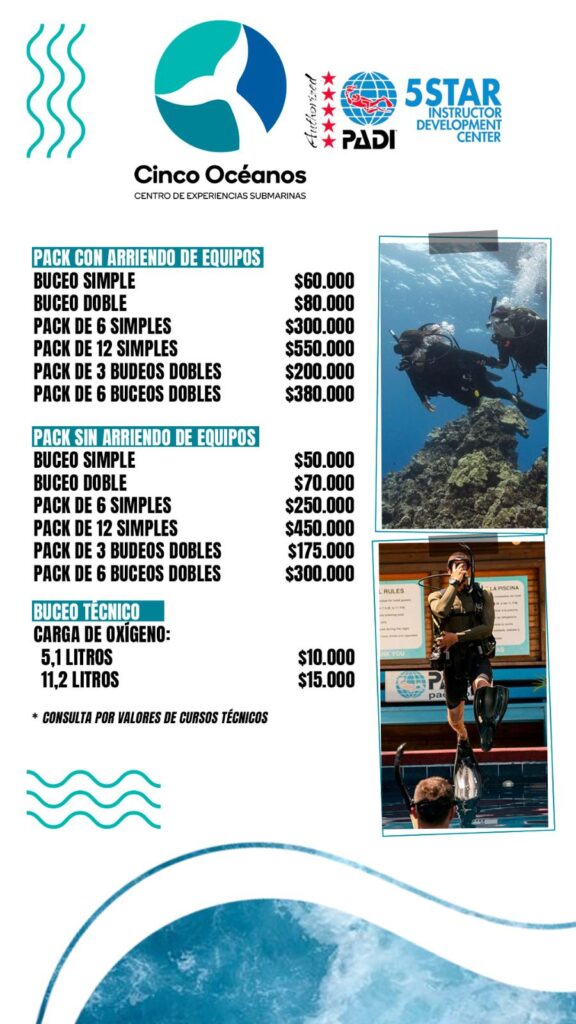 Cinco Océanos
CENTRO DE EXPERIENCIAS SUBMARINAS
Authorized
PADI
5 STAR
INSTRUCTOR
DEVELOPMENT
CENTER
PACK CON ARRIENDO DE EQUIPOS
BUCEO SIMPLE $60.000
BUCEO DOBLE $80.000
PACK DE 6 SIMPLES $300.000
PACK DE 12 SIMPLES $550.000
PACK DE 3 BUDEOS DOBLES $200.000
PACK DE 6 BUCEOS DOBLES $380.000
PACK SIN ARRIENDO DE EQUIPOS
BUCEO SIMPLE $50.000
BUCEO DOBLE $70.000
PACK DE 6 SIMPLES $250.000
PACK DE 12 SIMPLES $450.000
PACK DE 3 BUDEOS DOBLES $175.000
PACK DE 6 BUCEOS DOBLES $300.000
BUCEO TÉCNICO
CARGA DE OXÍGENO:
5,1 LITROS $10.000
11,2 LITROS $15.000
* CONSULTA POR VALORES DE CURSOS TÉCNICOS
RULES
LA PISCINA